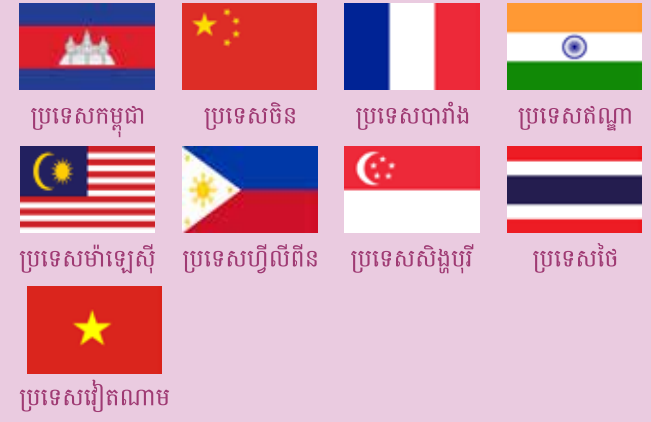 ប្រទេសកម្ពុជា ប្រទេសចិន ប្រទេសបារាំង ប្រទេសឥណ្ឌា
ប្រទេសម៉ាឡេស៊ី ប្រទេសហ្វីលីពីន ប្រទេសសិង្ហបុរី ប្រទេសថៃ
ប្រទេសវៀតណាម